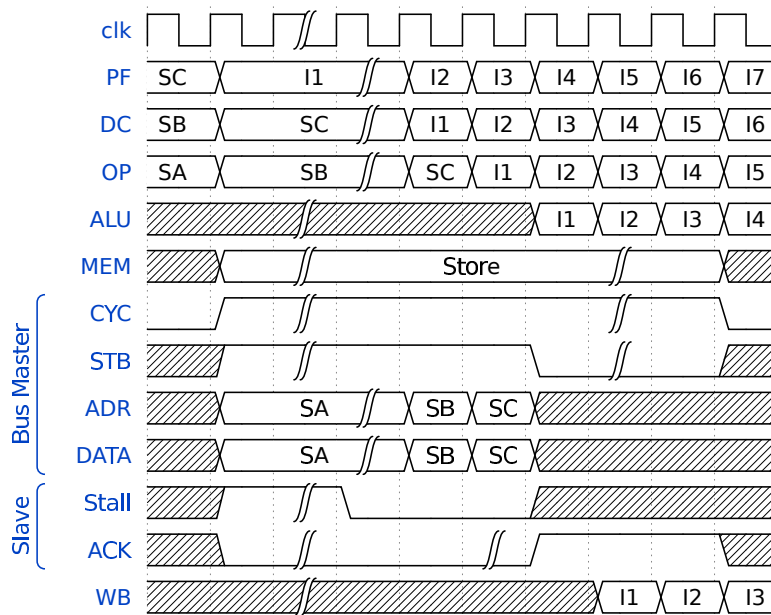 clk
PF SC I1 I2 I3 I4 I5 I6 I7
DC SB SC I1 I2 I3 I4 I5 I6
OP SA SB SC I1 I2 I3 I4 I5
ALU I1 I2 I3 I4
MEM Store
Bus Master
CYC
STB
ADR SA SB SC
DATA SA SB SC
Slave
Stall
ACK
WB I1 I2 I3